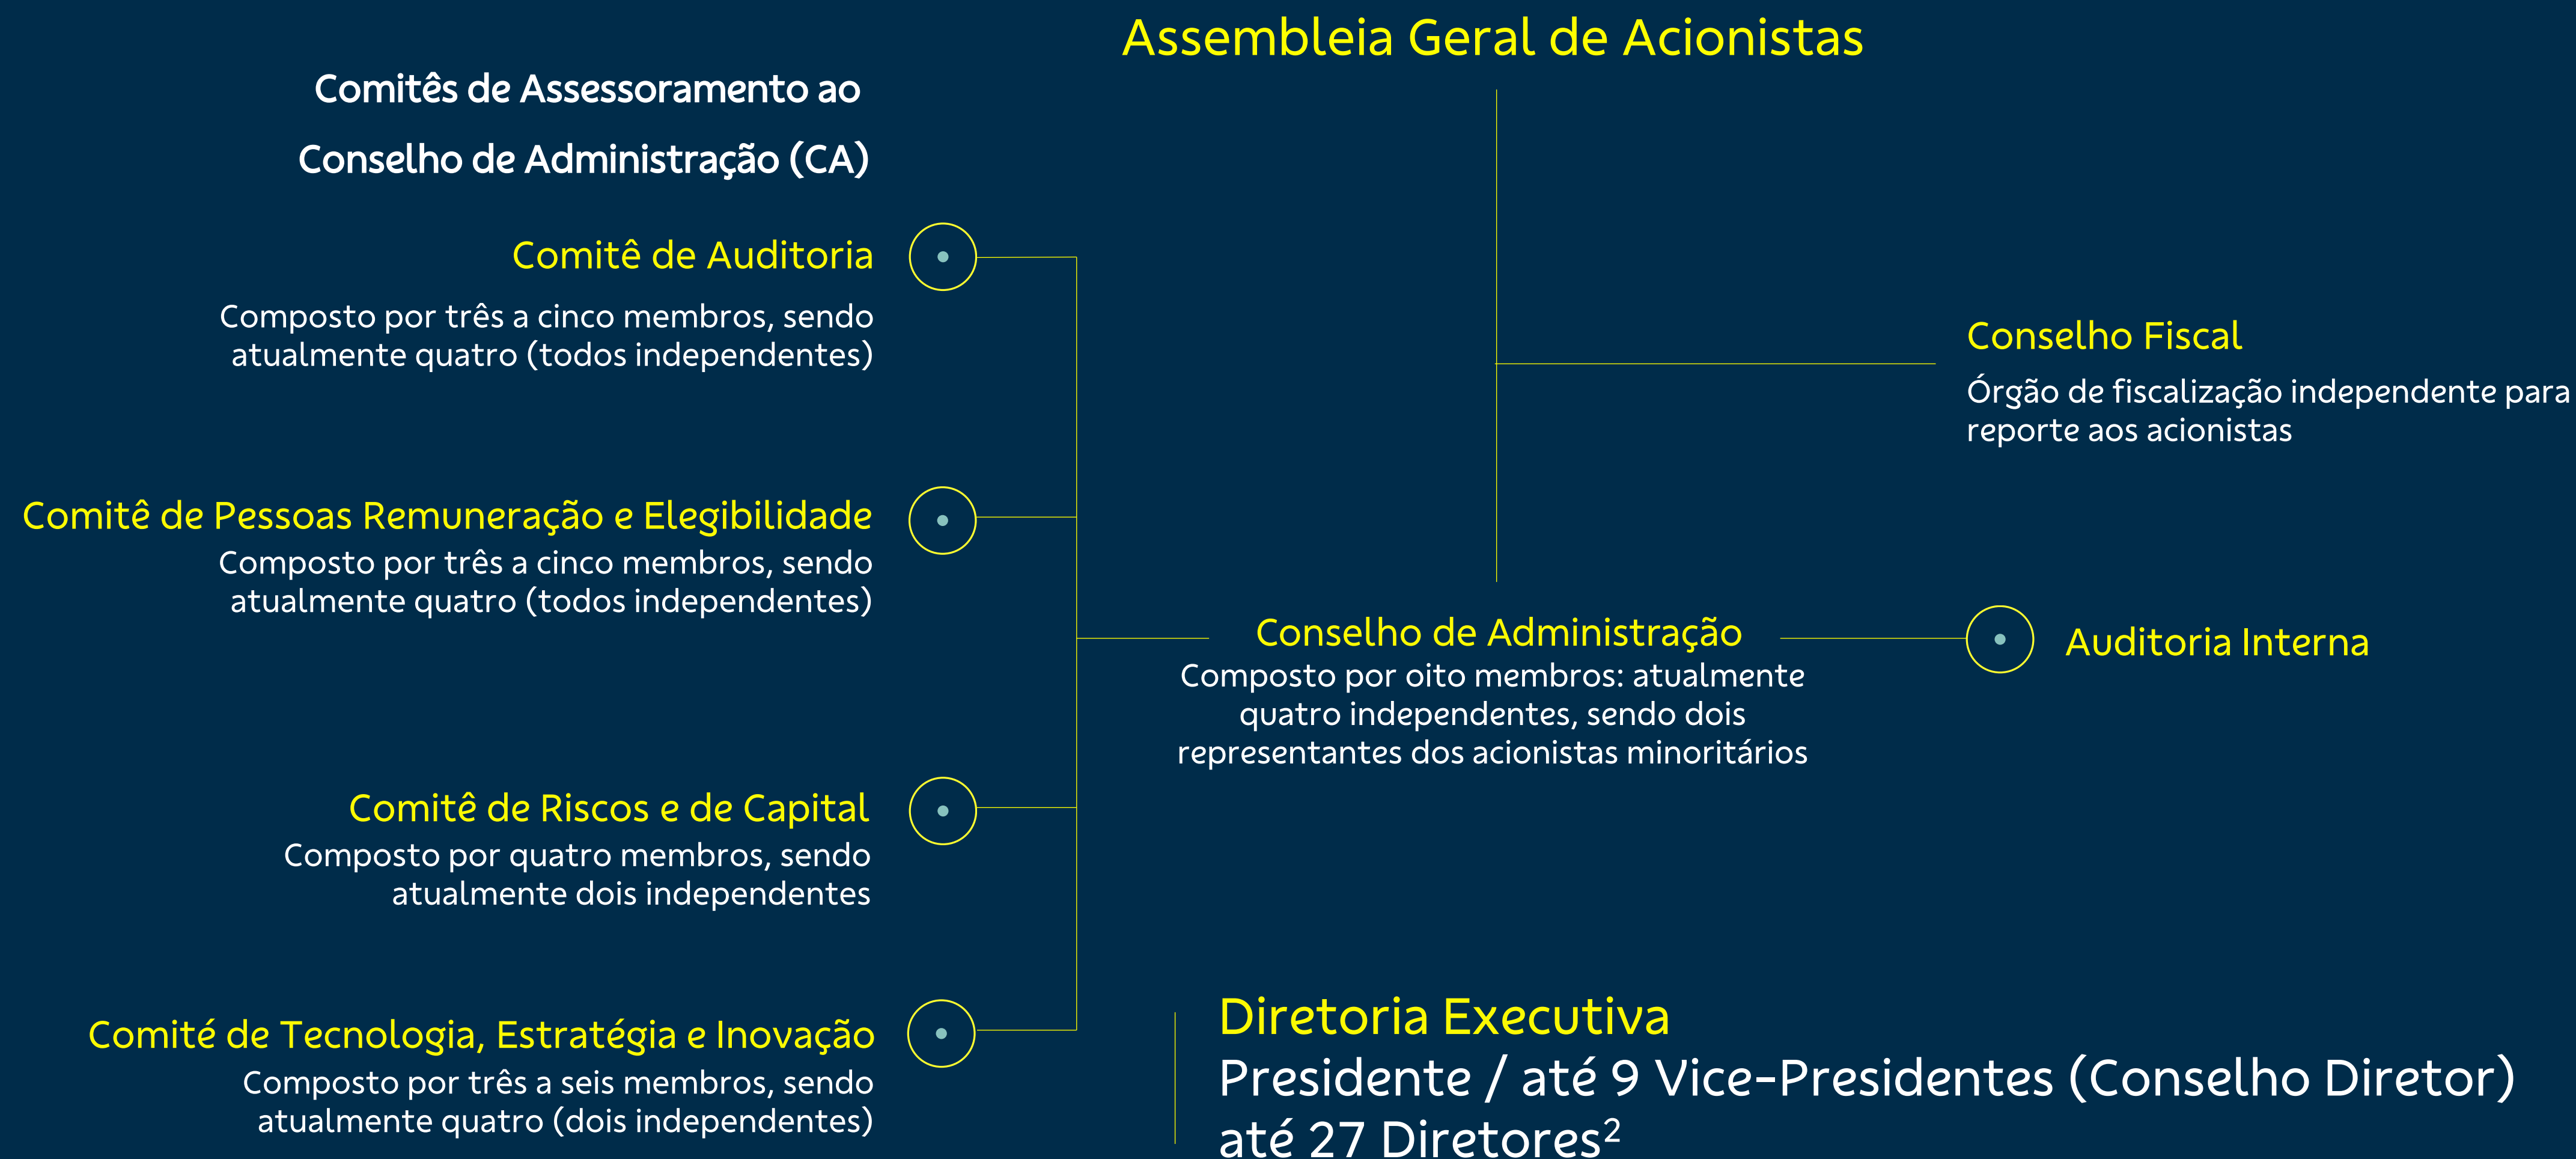 Assembleia Geral de Acionistas
Comitês de Assessoramento ao
Conselho de Administração (CA)
Comitê de Auditoria
Composto por três a cinco membros, sendo
atualmente quatro (todos independentes)
Conselho Fiscal
Órgão de fiscalização independente para
reporte aos acionistas
Comitê de Pessoas Remuneração e Elegibilidade
Composto por três a cinco membros, sendo
atualmente quatro (todos independentes)
Conselho de Administração
Composto por oito membros: atualmente
quatro independentes, sendo dois
representantes dos acionistas minoritários
Auditoria Interna
Comitê de Riscos e de Capital
Composto por quatro membros, sendo
atualmente dois independentes
Comité de Tecnologia, Estratégia e Inovação
Composto por três a seis membros, sendo
atualmente quatro (dois independentes)
Diretoria Executiva
Presidente / até 9 Vice-Presidentes (Conselho Diretor)
até 27 Diretores²